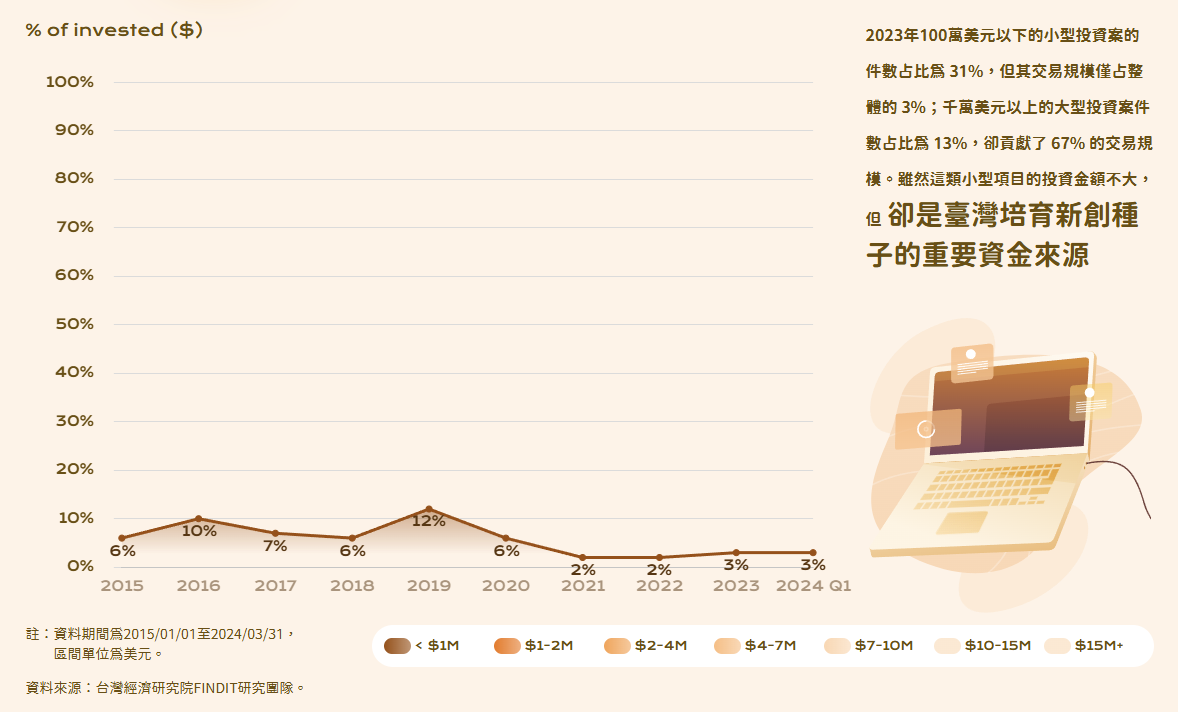 % of invested ($)
100%
90%
80%
70%
60%
50%
40%
30%
20%
10%
0%
6%
10%
7%
6%
12%
6%
2%
2%
3%
3%
2015
2016
2017
2018
2019
2020
2021
2022
2023
2024 Q1
2023年100萬美元以下的小型投資案的
件數占比為 31%，但其交易規模僅占整
體的 3%；千萬美元以上的大型投資案件
數占比為 13%，卻貢獻了 67% 的交易規
模。雖然這類小型項目的投資金額不大，
但 卻是臺灣培育新創種
子的重要資金來源
註：資料期間為2015/01/01至2024/03/31，
區間單位為美元。
< $1M
$1-2M
$2-4M
$4-7M
$7-10M
$10-15M
$15M+
資料來源：台灣經濟研究院FINDIT研究團隊。